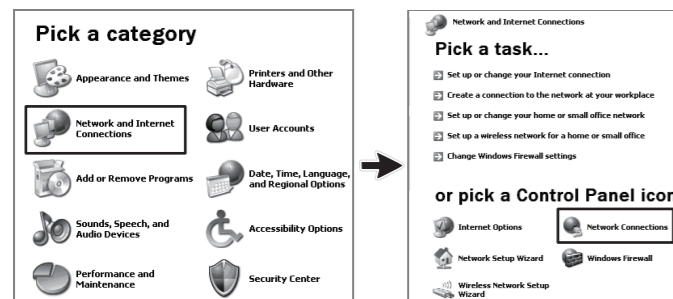 Pick a category
Appearance and Themes
Printers and Other
Hardware
Network and Internet
Connections
User Accounts
Add or Remove Programs
Date, Time, Language,
and Regional Options
Sounds, Speech, and
Audio Devices
Accessibility Options
Performance and
Maintenance
Security Center
Network and Internet Connections
Pick a task...
Set up or change your Internet connection
Create a connection to the network at your workplace
Set up or change your home or small office network
Set up a wireless network for a home or small office
Change Windows Firewall settings
or pick a Control Panel icon
Internet Options
Network Connections
Network Setup Wizard
Windows Firewall
Wireless Network Setup
Wizard